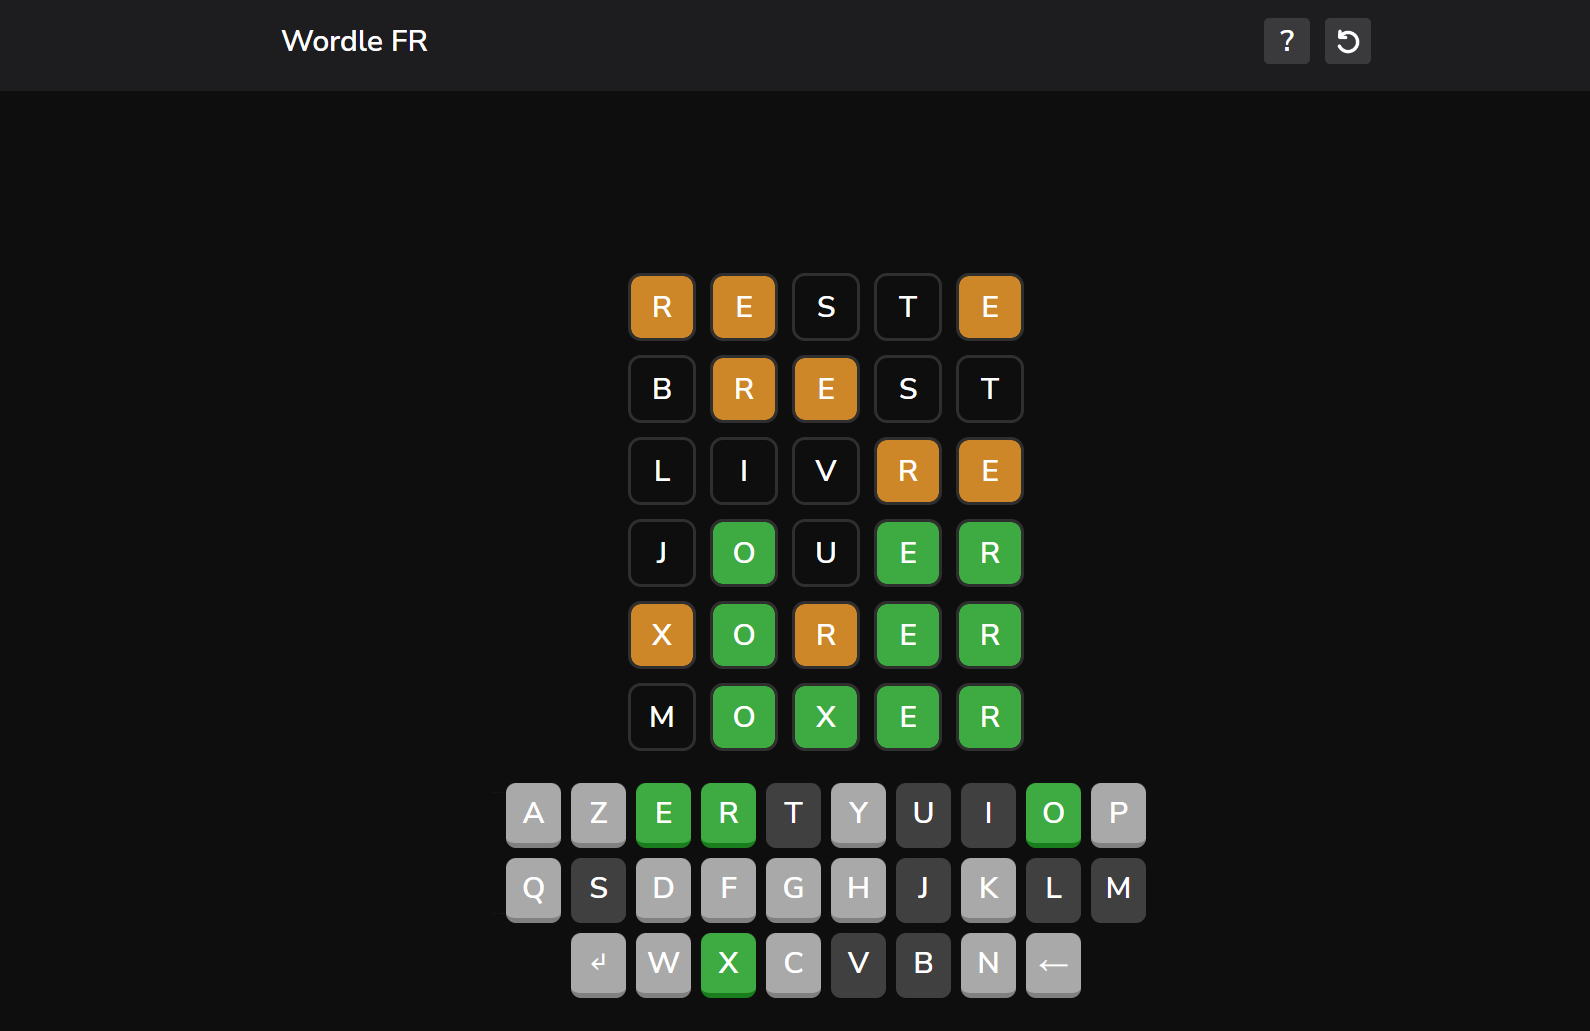 Wordle FR ?
R E S T E
B R E S T
L I V R E
J O U E R
X O R E R
M O X E R
A Z E R T Y U I O P
Q S D F G H J K L M
↲ W X C V B N ←